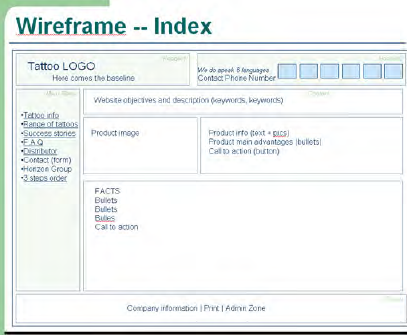 Wireframe -- Index
Tattoo LOGO
Here comes the baseline
We do speak 6 languages
Contact Phone Number
Website objectives and description (keywords, keywords)
•Tattoo info
•Range of tattoos
•Success stories
•F.A.Q
•Distributor
•Contact (form)
•Horizon Group
•3 steps order
Product image
Product info (text + pics)
Product main advantages (bullets)
Call to action (button)
FACTS
Bullets
Bullets
Bulles
Call to action
Company information | Print | Admin Zone